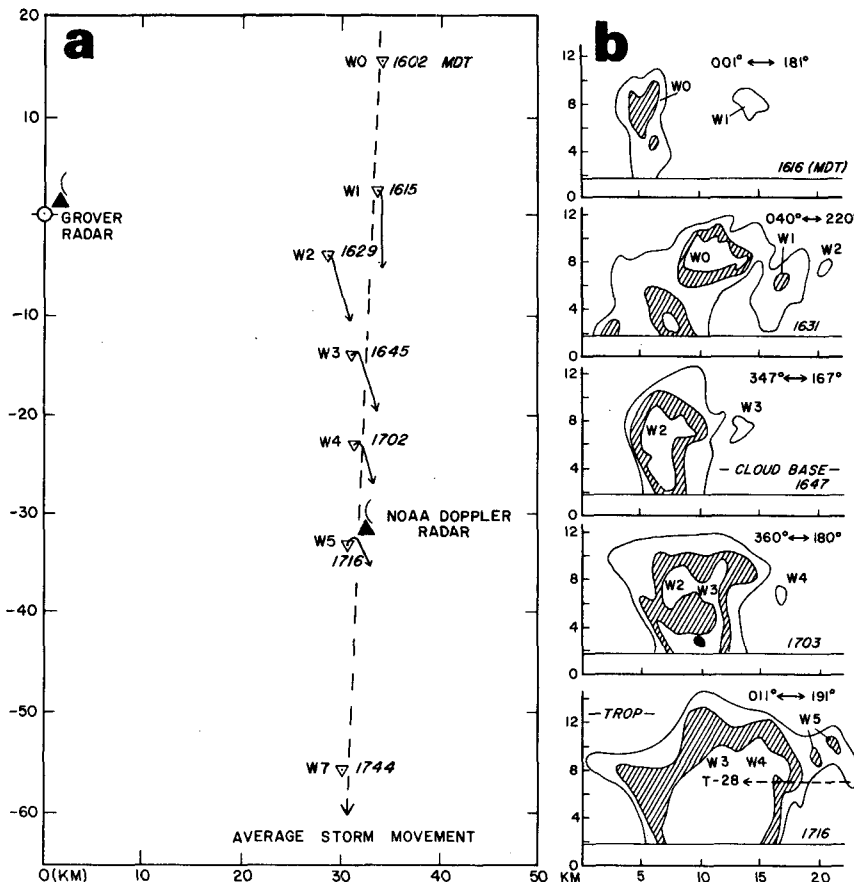 a
20
10
0
-10
-20
-30
-40
-50
-60
W0 1602 MDT
W1 1615
GROVER
RADAR
W2 1629
W3 1645
W4 1702
NOAA DOPPLER
RADAR
W5
1716
W7 1744
AVERAGE STORM MOVEMENT
0(KM) 10 20 30 40 50
b
12
8
4
0
001° ↔ 181°
W0
W1
1616 (MDT)
12
8
4
0
040° ↔ 220°
W0
W1
W2
1631
12
8
4
0
347° ↔ 167°
W2
W3
— CLOUD BASE —
1647
12
8
4
0
360° ↔ 180°
W2
W3
W4
1703
12
8
4
0
011° ↔ 191°
— TROP —
W5
W3
W4
T-28
1716
KM 5 10 15 20